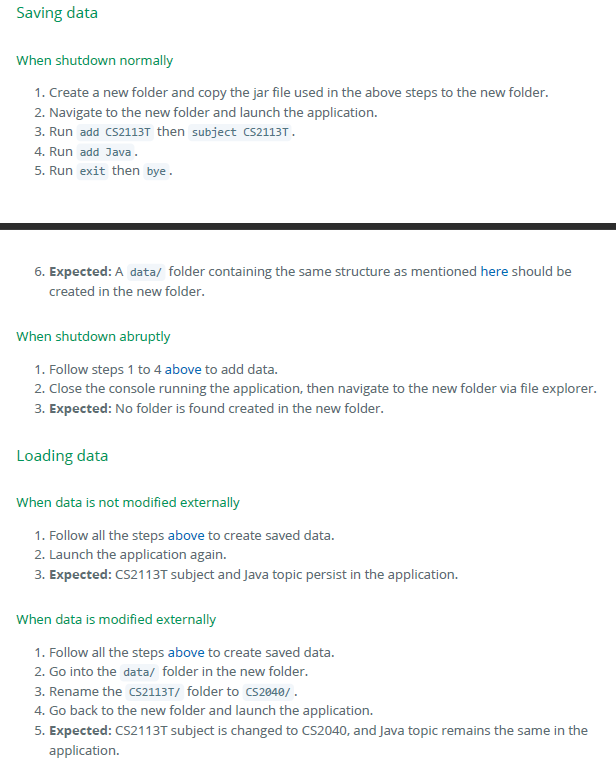 Saving data
When shutdown normally
1. Create a new folder and copy the jar file used in the above steps to the new folder.
2. Navigate to the new folder and launch the application.
3. Run add CS2113T then subject CS2113T.
4. Run add Java.
5. Run exit then bye.
6. Expected: A data/ folder containing the same structure as mentioned here should be
created in the new folder.
When shutdown abruptly
1. Follow steps 1 to 4 above to add data.
2. Close the console running the application, then navigate to the new folder via file explorer.
3. Expected: No folder is found created in the new folder.
Loading data
When data is not modified externally
1. Follow all the steps above to create saved data.
2. Launch the application again.
3. Expected: CS2113T subject and Java topic persist in the application.
When data is modified externally
1. Follow all the steps above to create saved data.
2. Go into the data/ folder in the new folder.
3. Rename the CS2113T/ folder to CS2040/.
4. Go back to the new folder and launch the application.
5. Expected: CS2113T subject is changed to CS2040, and Java topic remains the same in the
application.